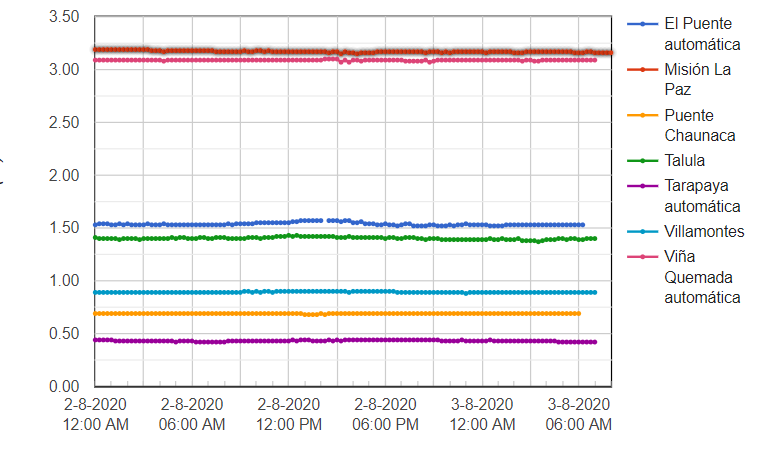 3.50
3.00
2.50
2.00
1.50
1.00
0.50
0.00
2-8-2020 2-8-2020 2-8-2020 2-8-2020 3-8-2020 3-8-2020
12:00 AM 06:00 AM 12:00 PM 06:00 PM 12:00 AM 06:00 AM
El Puente
automática
Misión La
Paz
Puente
Chaunaca
Talula
Tarapaya
automática
Villamontes
Viña
Quemada
automática